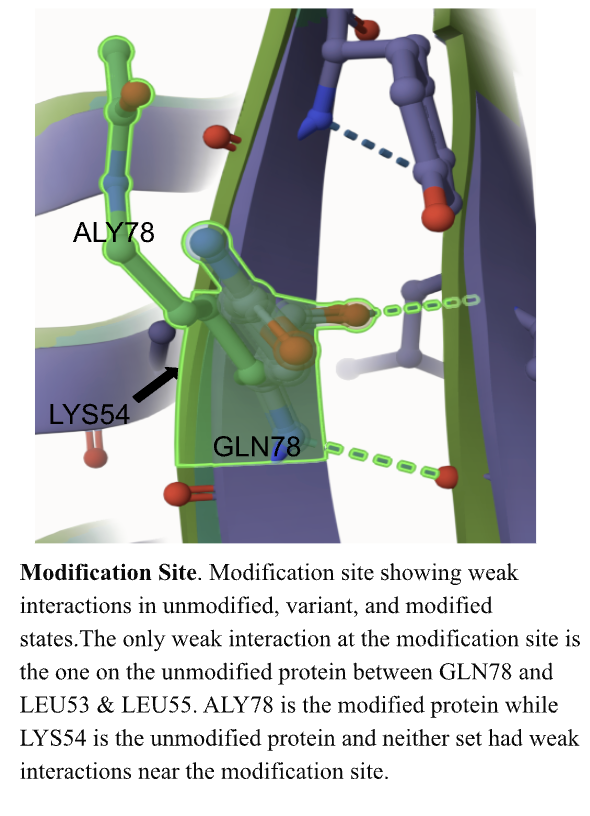 ALY78
LYS54
GLN78
Modification Site. Modification site showing weak
interactions in unmodified, variant, and modified
states.The only weak interaction at the modification site is
the one on the unmodified protein between GLN78 and
LEU53 & LEU55. ALY78 is the modified protein while
LYS54 is the unmodified protein and neither set had weak
interactions near the modification site.